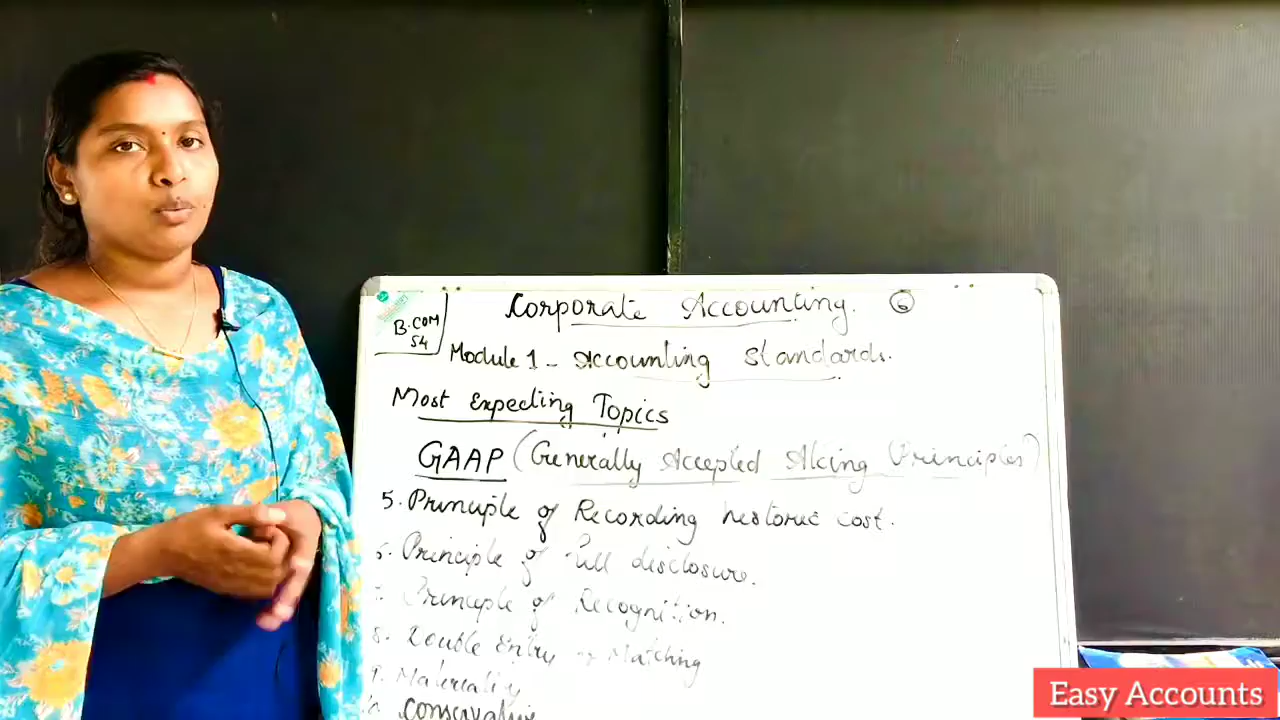 B.COM
S4
Corporate Accounting. 6
Module 1 - Accounting Standards.
Most Expecting Topics
GAAP (Generally Accepted A/cing Principles)
5. Principle of Recording historic cost.
6. Principle of Full disclosure.
7. Principle of Recognition.
8. Double Entry or Matching
9. Materiality
Easy Accounts